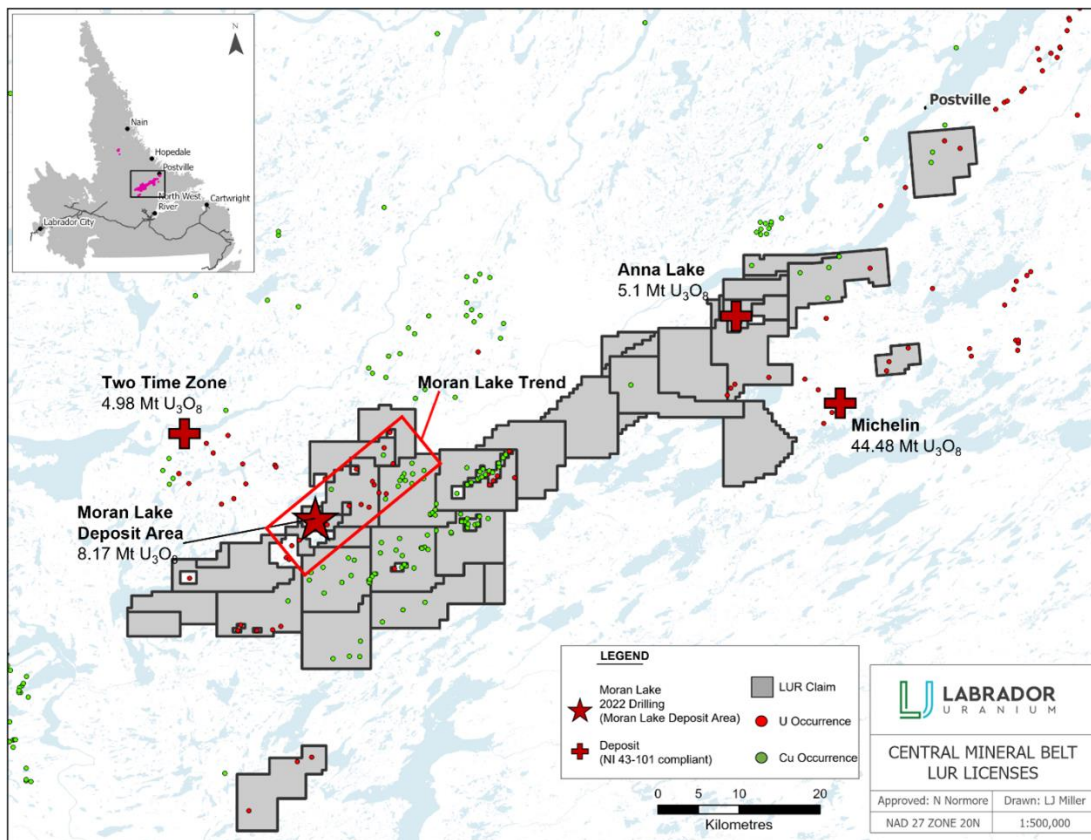 N
Nain
Hopedale
Postville
North West
River
Cartwright
Labrador City
Postville
Anna Lake
5.1 Mt U₃O₈
Two Time Zone
4.98 Mt U₃O₈
Moran Lake Trend
Michelin
44.48 Mt U₃O₈
Moran Lake
Deposit Area
8.17 Mt U₃O₈
LEGEND
Moran Lake
2022 Drilling
(Moran Lake Deposit Area)
Deposit
(NI 43-101 compliant)
LUR Claim
U Occurrence
Cu Occurrence
0 10 20
Kilometres
LABRADOR
URANIUM
CENTRAL MINERAL BELT
LUR LICENSES
Approved: N Normore
Drawn: LJ Miller
NAD 27 ZONE 20N
1:500,000